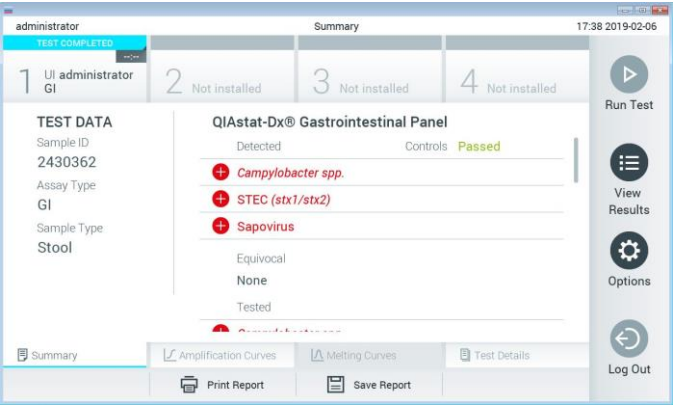 administrator Summary 17:38 2019-02-06
TEST COMPLETED
--:--
1 UI administrator
GI
2 Not installed
3 Not installed
4 Not installed
Run Test
TEST DATA
Sample ID
2430362
Assay Type
GI
Sample Type
Stool
QIAstat-Dx® Gastrointestinal Panel
Detected Controls Passed
Campylobacter spp.
STEC (stx1/stx2)
Sapovirus
Equivocal
None
Tested
View
Results
Options
Log Out
Summary Amplification Curves Melting Curves Test Details
Print Report Save Report